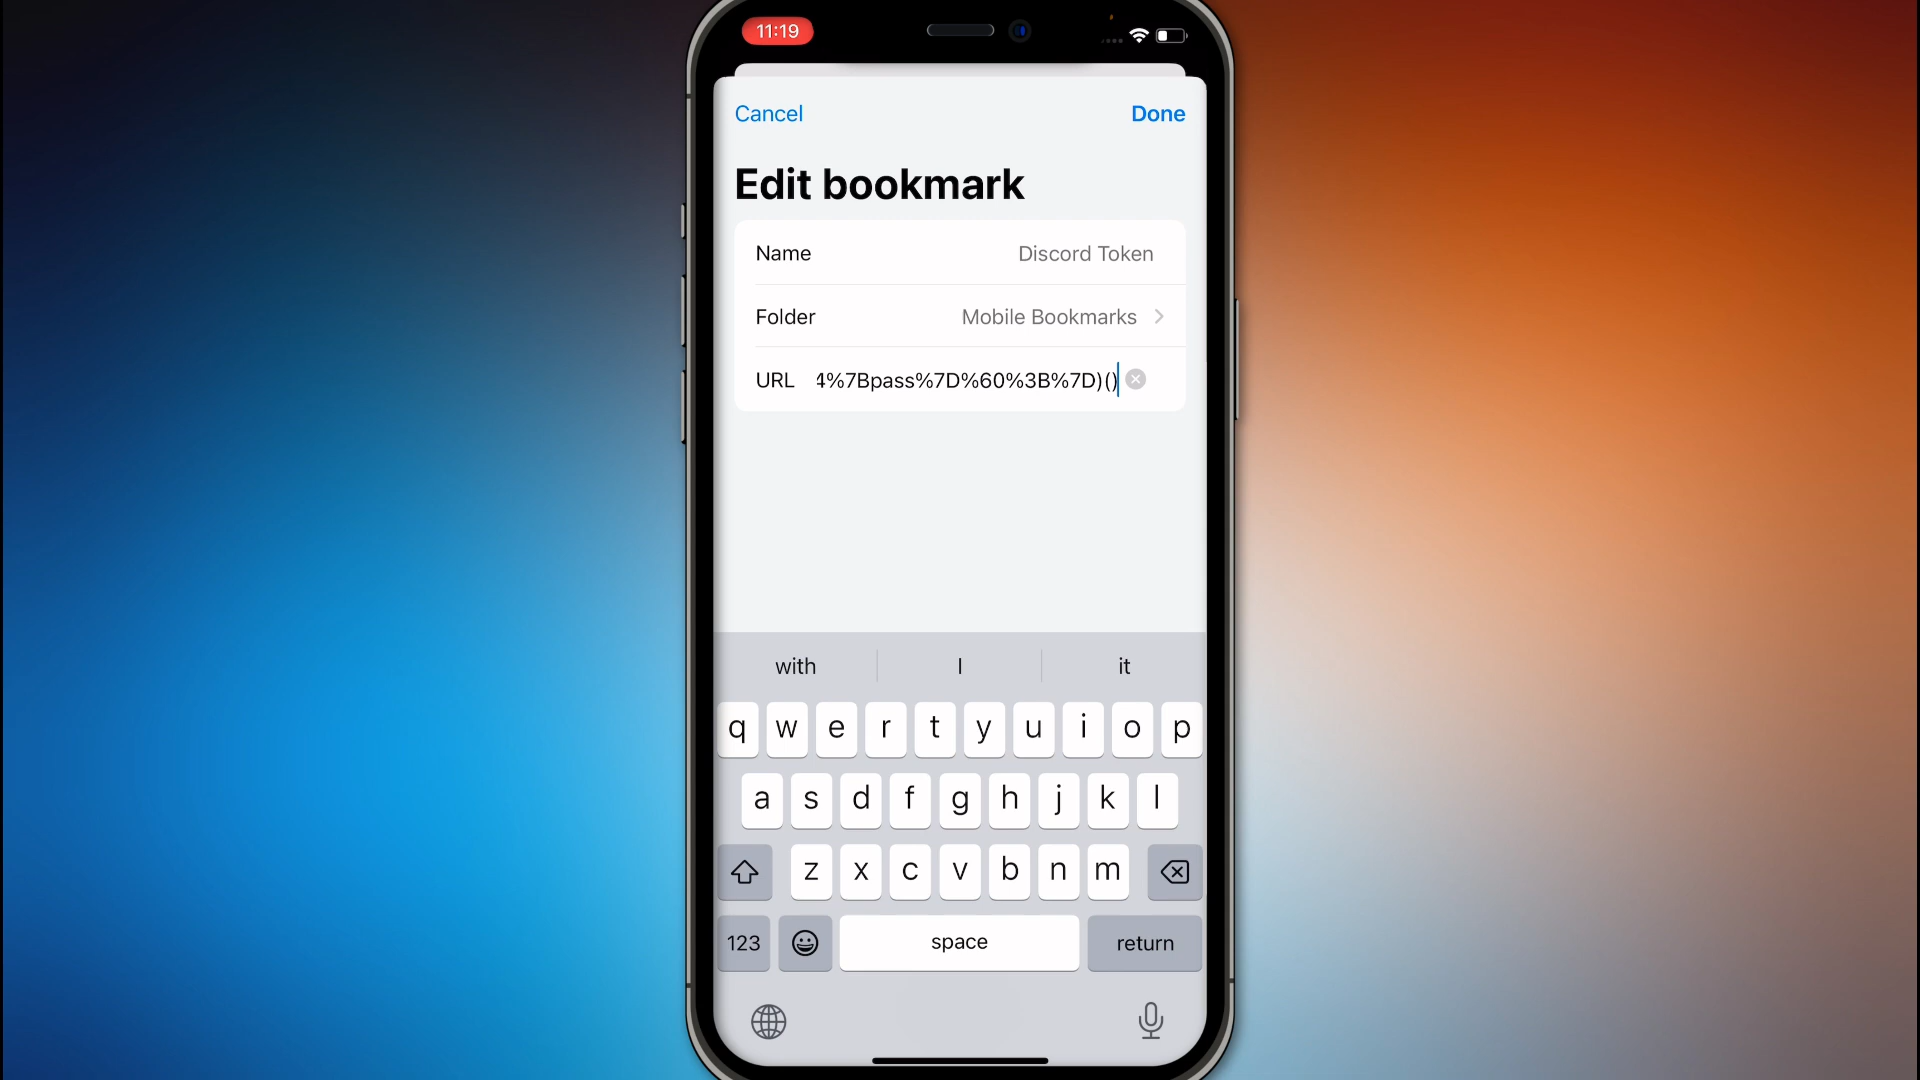 11:19
Cancel
Done
Edit bookmark
Name Discord Token
Folder Mobile Bookmarks
URL 4%7Bpass%7D%60%3B%7D)()
with I it
q w e r t y u i o p
a s d f g h j k l
z x c v b n m
123 space return